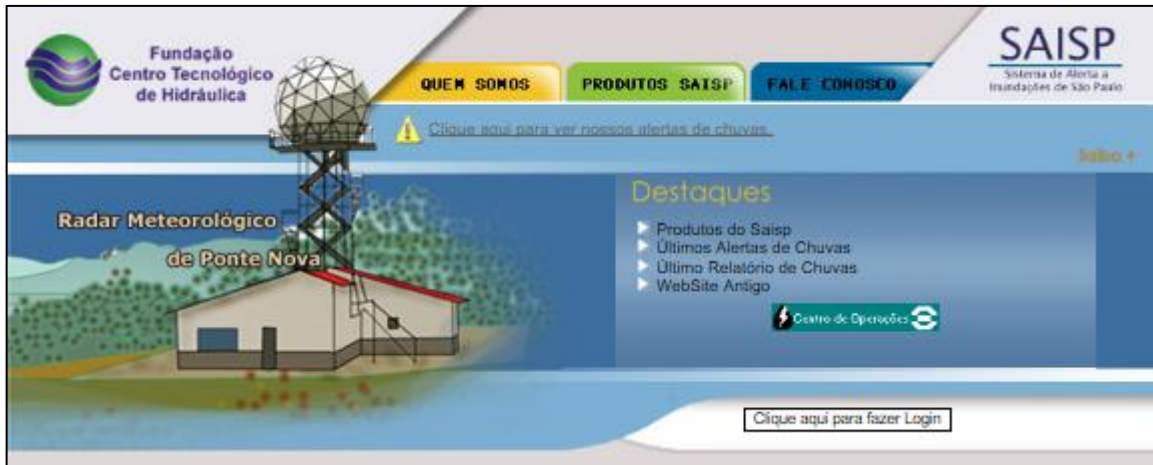 Fundação
Centro Tecnológico
de Hidráulica
QUEM SOMOS
PRODUTOS SAISP
FALE CONOSCO
SAISP
Sistema de Alerta a
Inundações de São Paulo
Clique aqui para ver nossos alertas de chuvas.
Saiba +
Radar Meteorológico
de Ponte Nova
Destaques
Produtos do Saisp
Últimos Alertas de Chuvas
Último Relatório de Chuvas
WebSite Antigo
Centro de Operações
Clique aqui para fazer Login